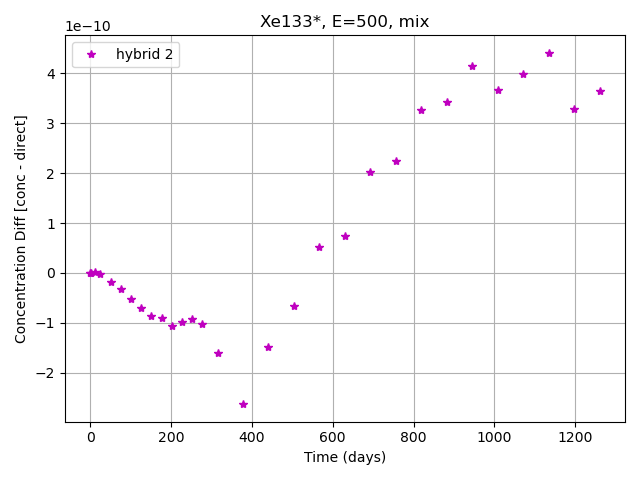 Xe133*, E=500, mix
1e−10
hybrid 2
4
3
2
1
0
−1
−2
Concentration Diff [conc - direct]
0 200 400 600 800 1000 1200
Time (days)